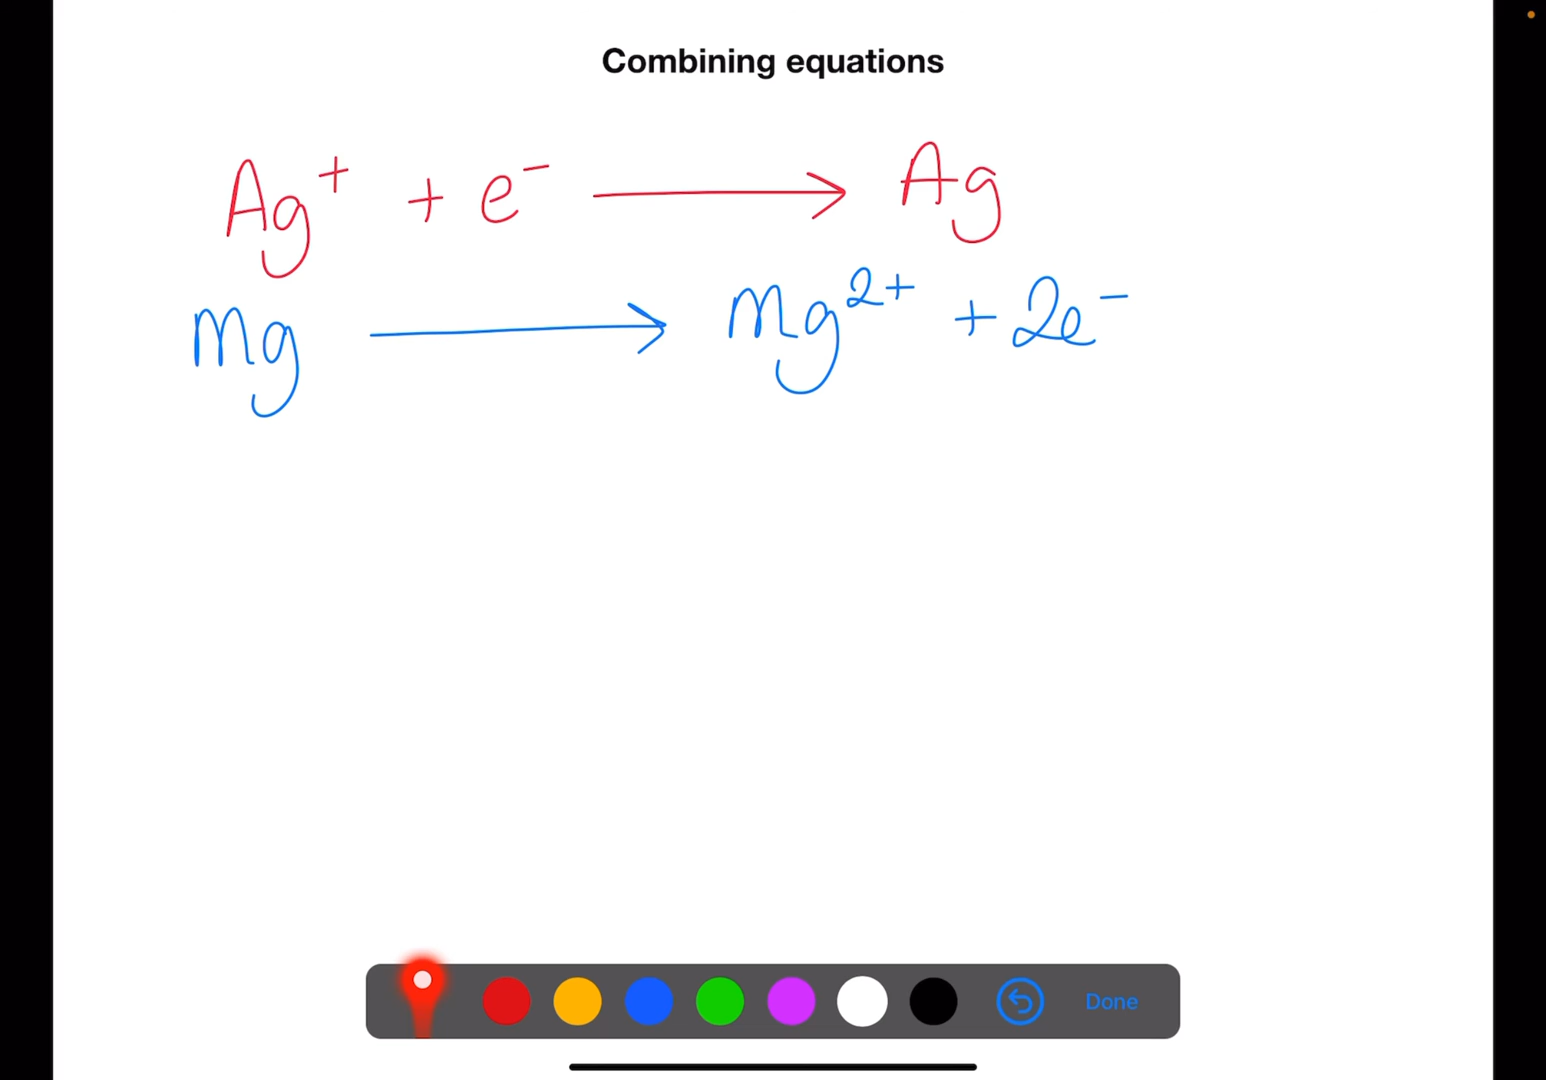 Combining equations
Ag⁺ + e⁻ ⟶ Ag
Mg ⟶ Mg²⁺ + 2e⁻
Done